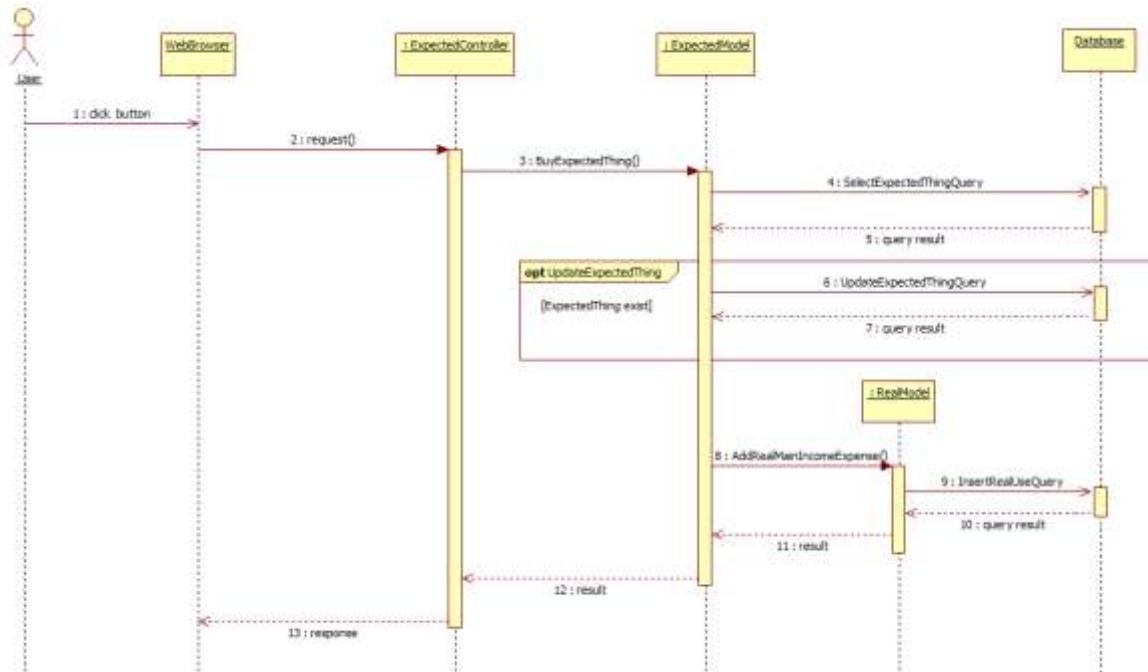 User
WebBrowser
: ExpectedController
: ExpectedModel
Database
1 : click button
2 : request()
3 : BuyExpectedThing()
4 : SelectExpectedThingQuery
5 : query result
opt UpdateExpectedThing
6 : UpdateExpectedThingQuery
[ExpectedThing exist]
7 : query result
: RealModel
8 : AddRealMainIncomeExpense()
9 : InsertRealUseQuery
10 : query result
11 : result
12 : result
13 : response